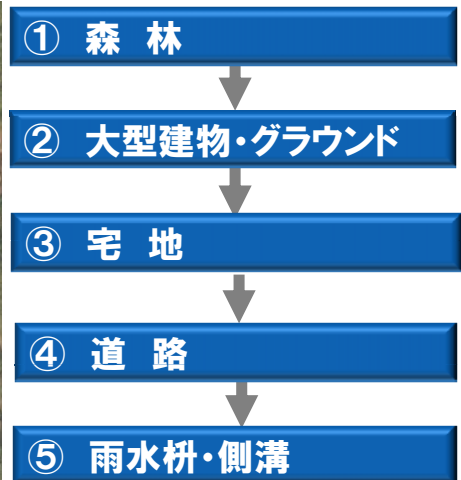 ① 森 林
② 大型建物・グラウンド
③ 宅 地
④ 道 路
⑤ 雨水枡・側溝